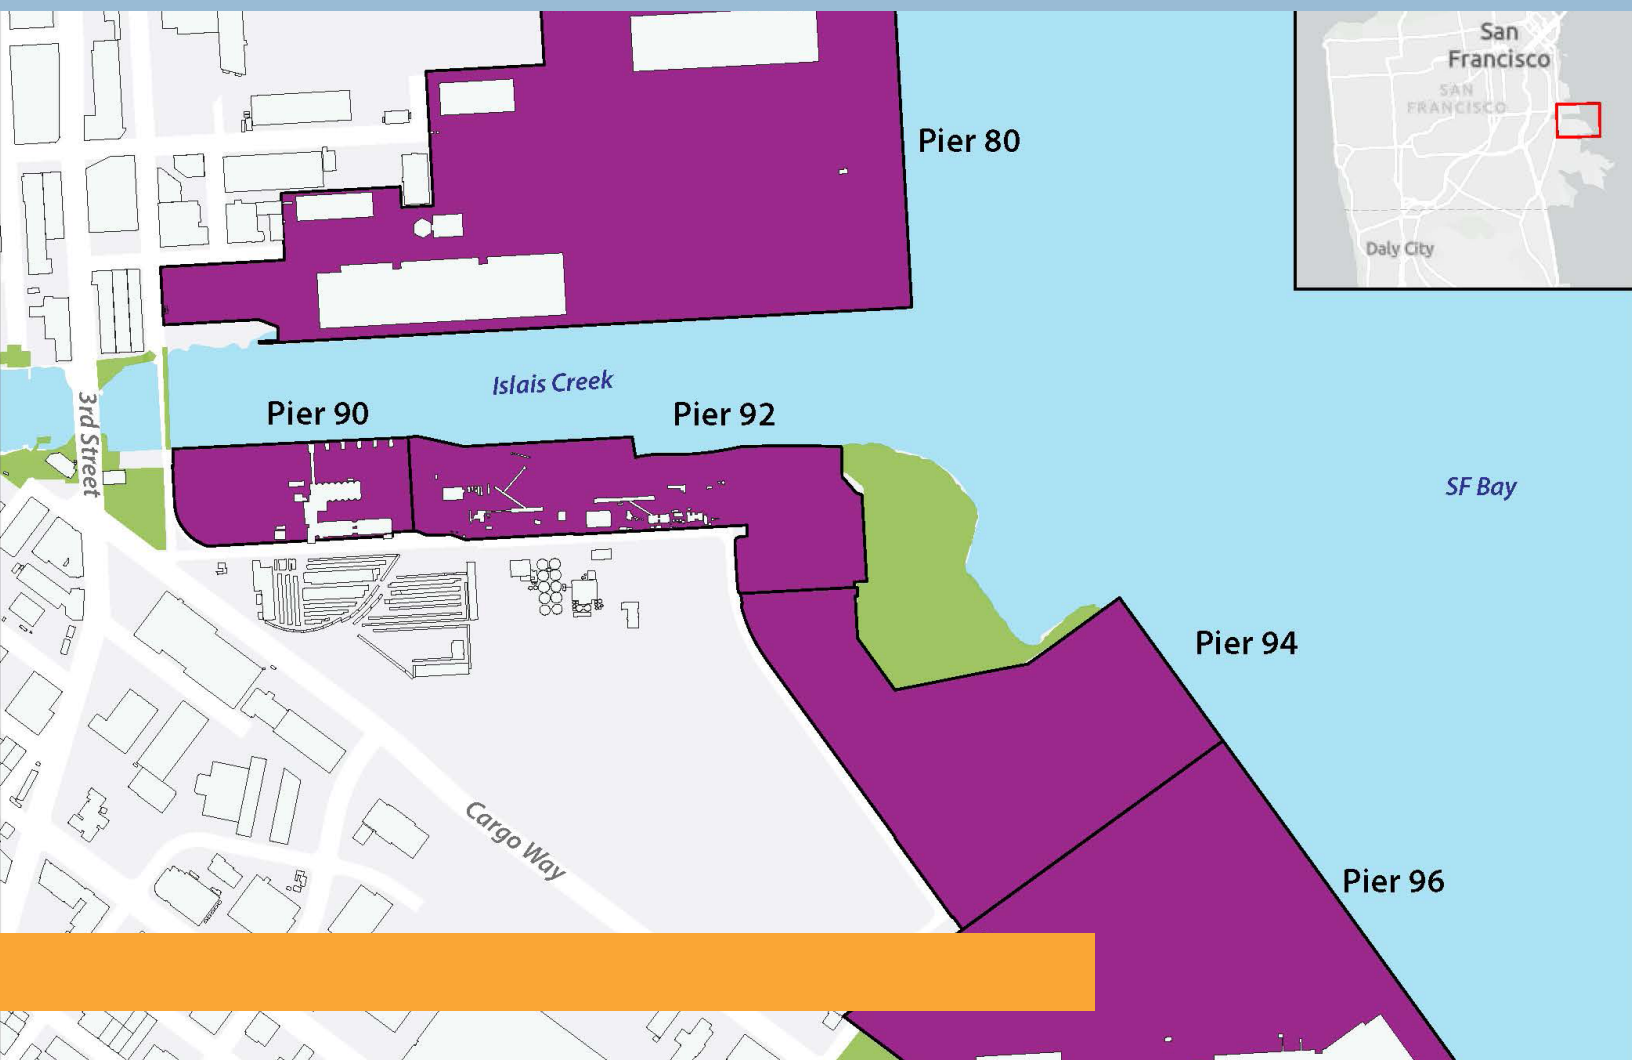 San
Francisco
SAN
FRANCISCO
Daly City
Pier 80
Islais Creek
Pier 90
Pier 92
3rd Street
SF Bay
Pier 94
Cargo Way
Pier 96